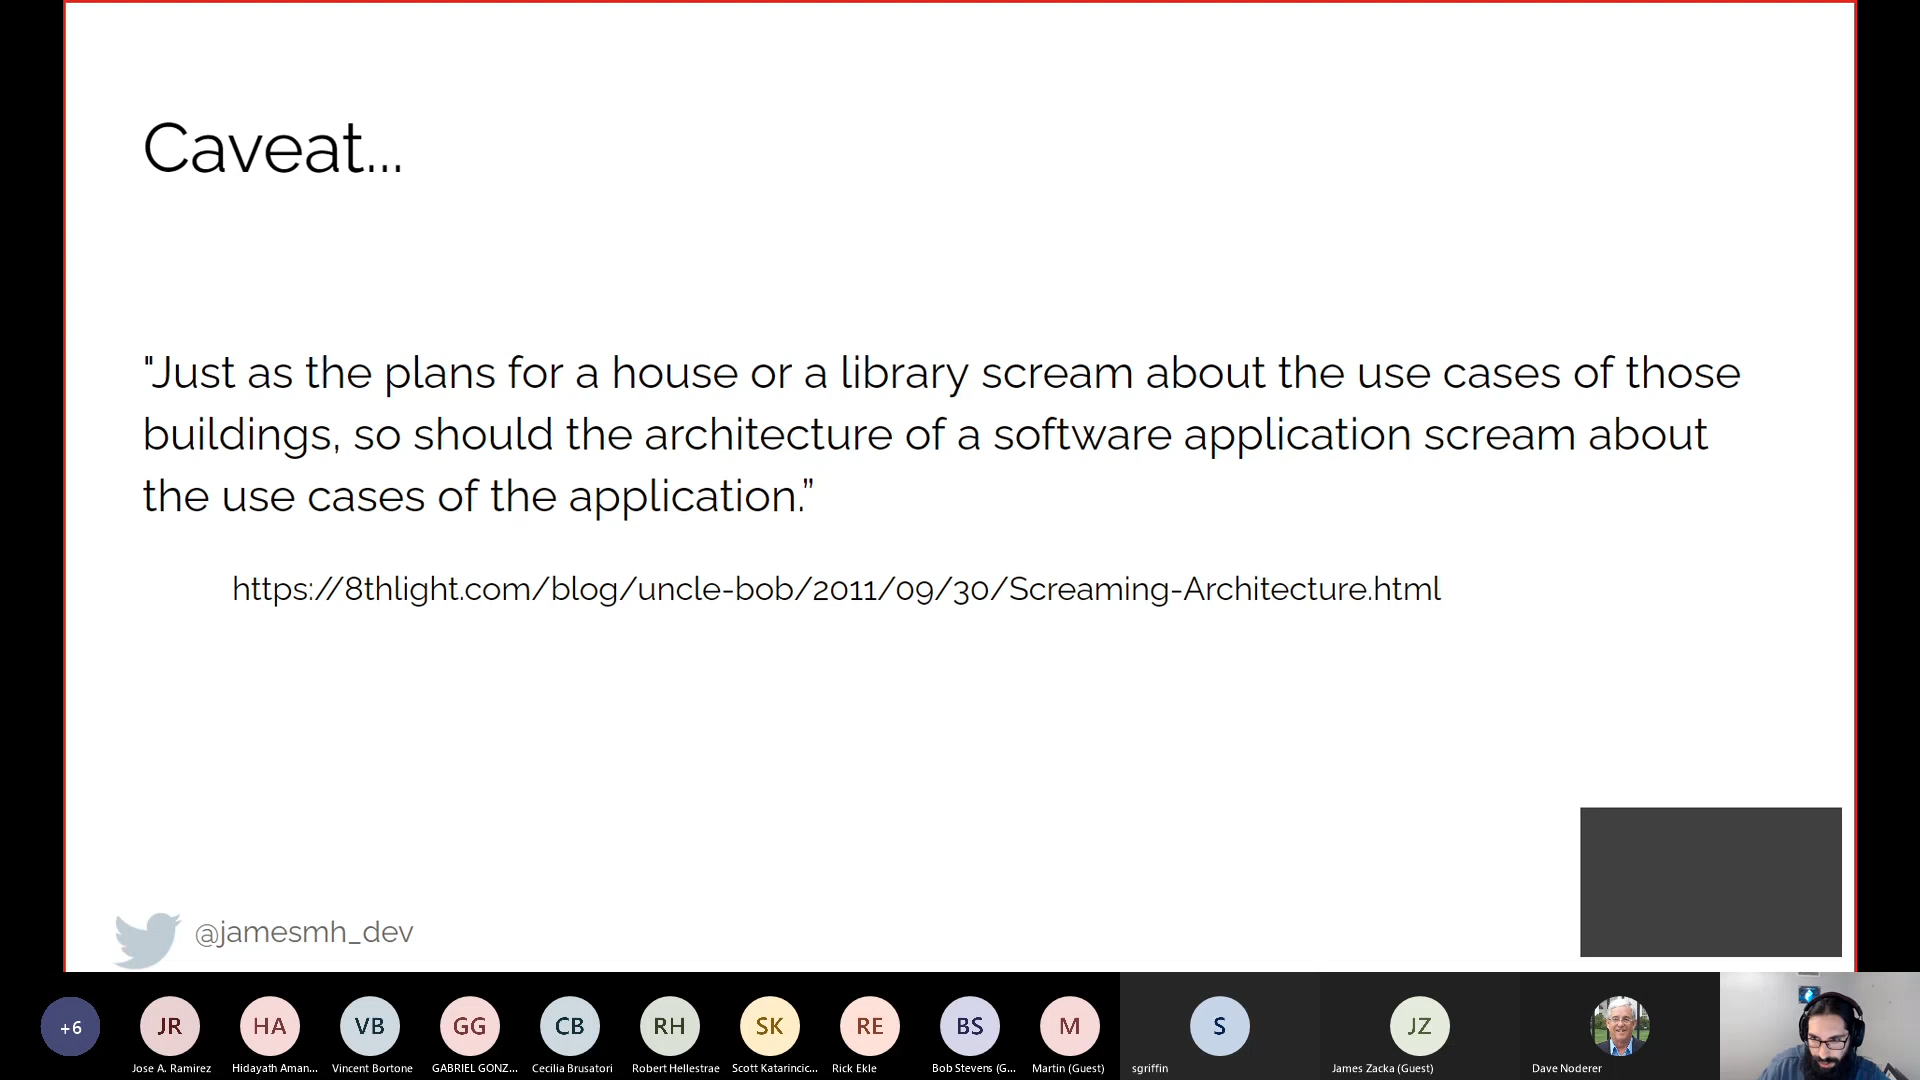 Caveat...
"Just as the plans for a house or a library scream about the use cases of those
buildings, so should the architecture of a software application scream about
the use cases of the application.”
https://8thlight.com/blog/uncle-bob/2011/09/30/Screaming-Architecture.html
@jamesmh_dev
+6 JR HA VB GG CB RH SK RE BS M S JZ
Jose A. Ramirez Hidayath Aman... Vincent Bortone GABRIEL GONZ... Cecilia Brusatori Robert Hellestrae Scott Katarincic... Rick Ekle Bob Stevens (G... Martin (Guest) sgriffin James Zacka (Guest) Dave Noderer